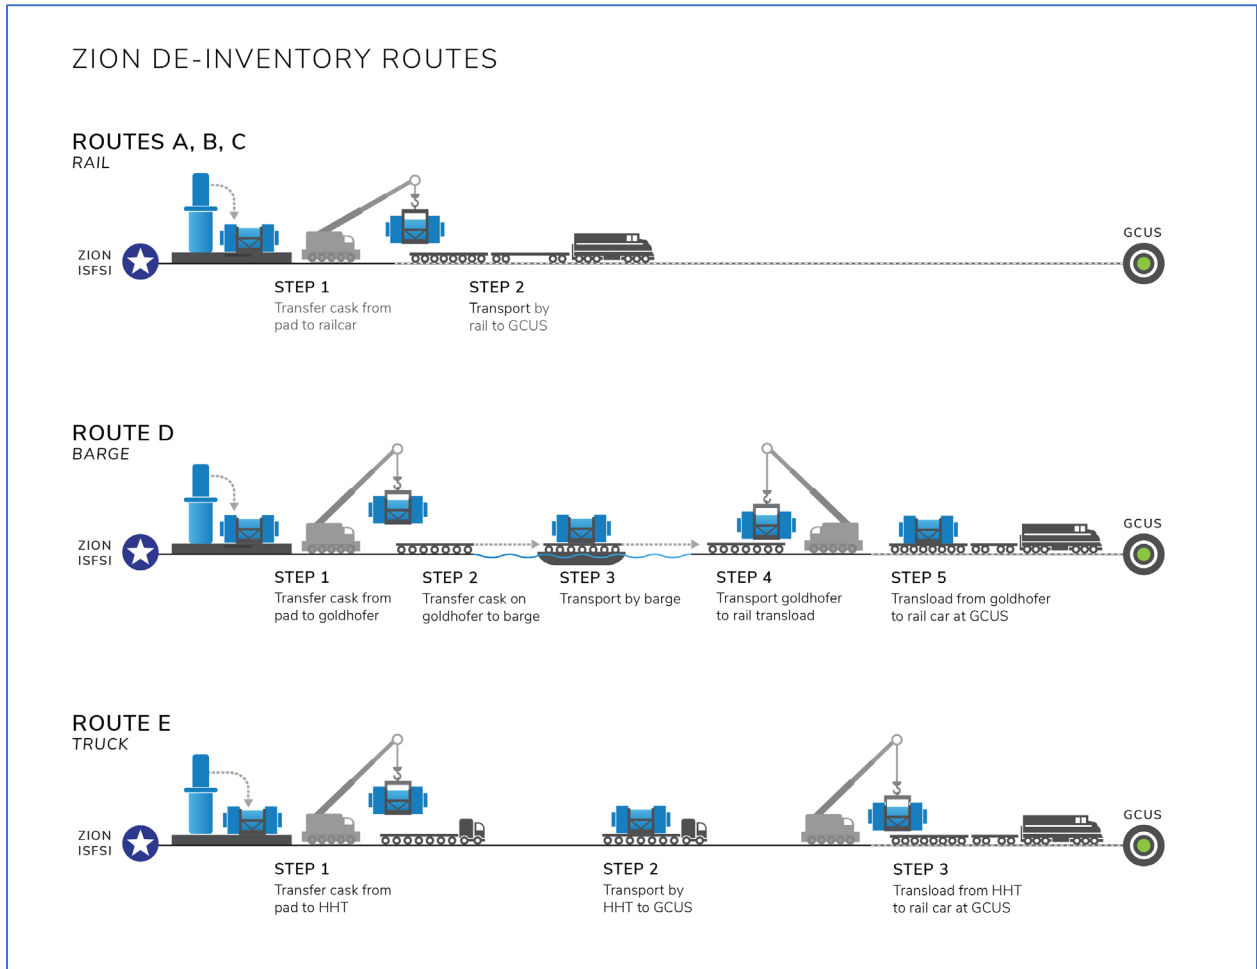 ZION DE-INVENTORY ROUTES
ROUTES A, B, C
RAIL
ZION
ISFSI
GCUS
STEP 1
Transfer cask from
pad to railcar
STEP 2
Transport by
rail to GCUS
ROUTE D
BARGE
ZION
ISFSI
GCUS
STEP 1
Transfer cask from
pad to goldhofer
STEP 2
Transfer cask on
goldhofer to barge
STEP 3
Transport by barge
STEP 4
Transport goldhofer
to rail transload
STEP 5
Transload from goldhofer
to rail car at GCUS
ROUTE E
TRUCK
ZION
ISFSI
GCUS
STEP 1
Transfer cask from
pad to HHT
STEP 2
Transport by
HHT to GCUS
STEP 3
Transload from HHT
to rail car at GCUS